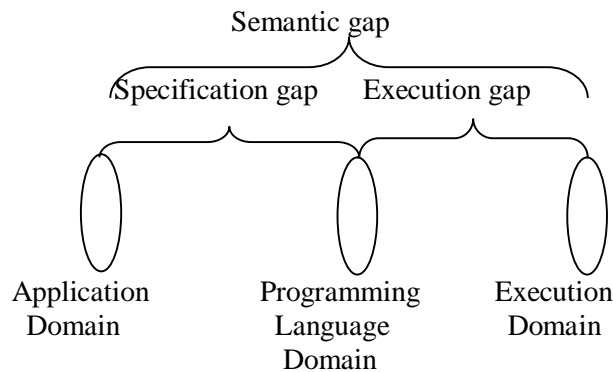 Semantic gap
Specification gap
Execution gap
Application
Domain
Programming
Language
Domain
Execution
Domain